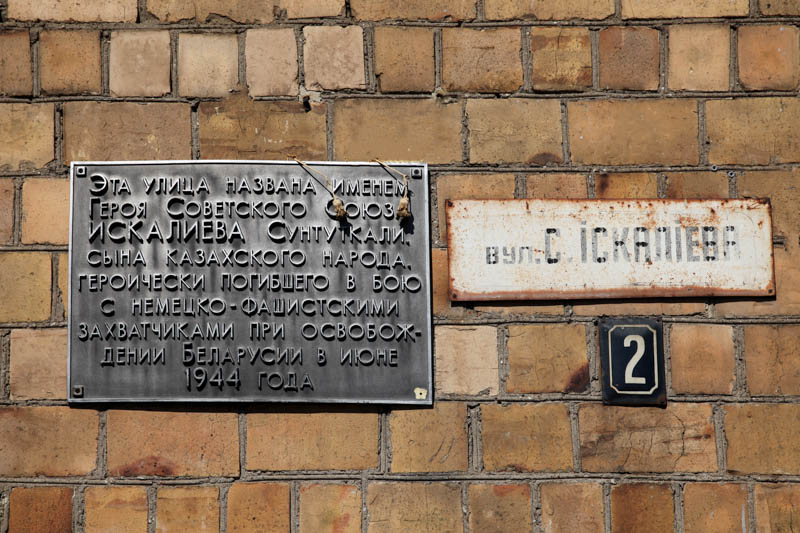 Эта улица названа именем
Героя Советского Союза
ИСКАЛИЕВА Сунтуткали,
сына казахского народа,
героически погибшего в бою
с немецко-фашистскими
захватчиками при освобож-
дении Беларусии в июне
1944 года
вул. С. Іскаліева
2